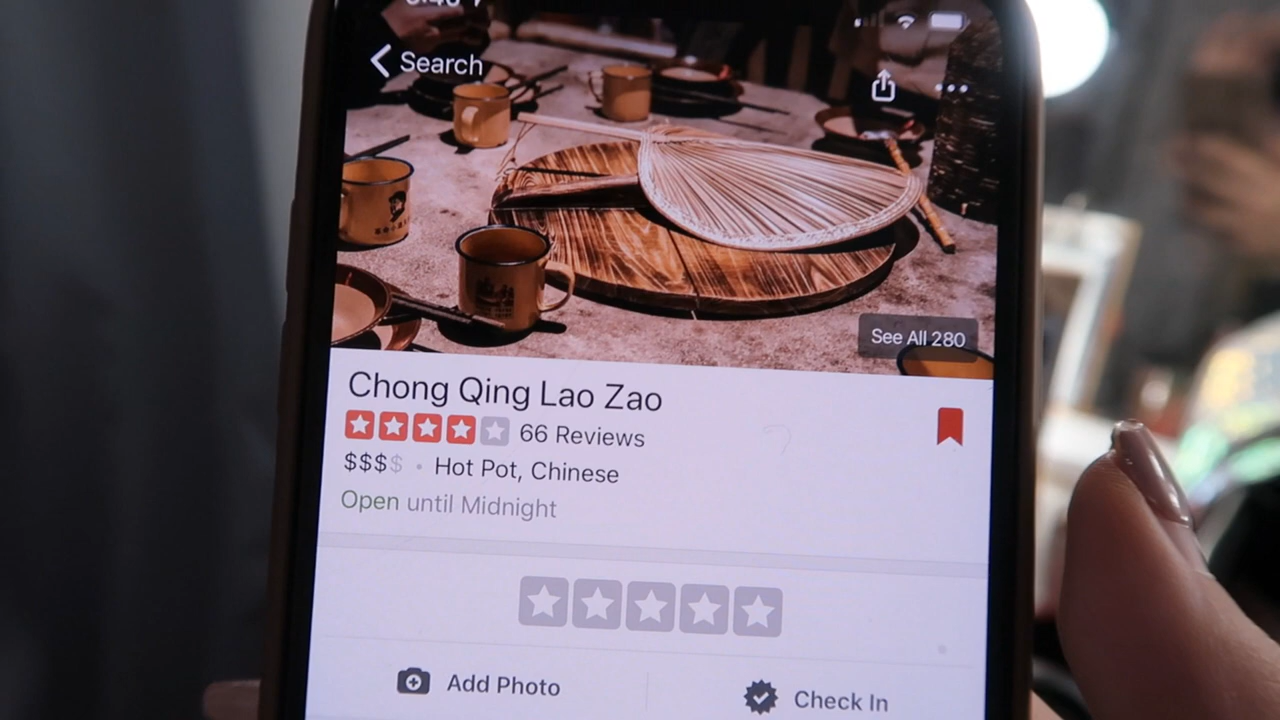 Search
See All 280
Chong Qing Lao Zao
66 Reviews
$$$$ • Hot Pot, Chinese
Open until Midnight
Add Photo
Check In